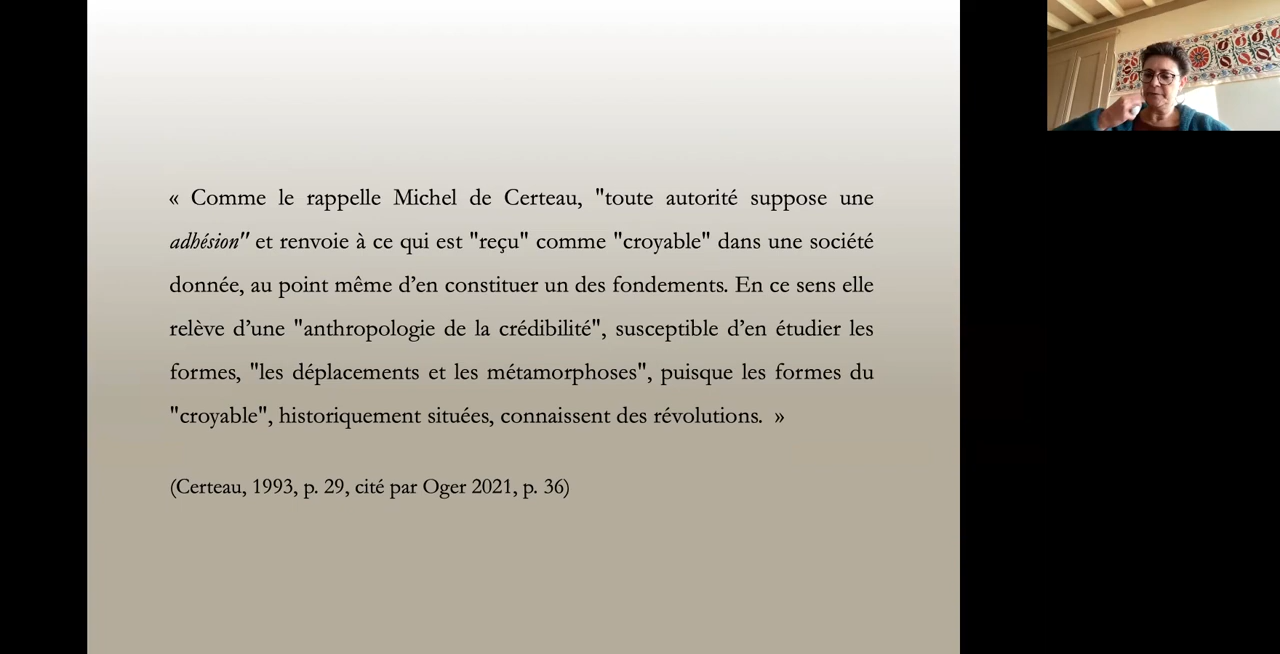 « Comme le rappelle Michel de Certeau, "toute autorité suppose une
adhésion" et renvoie à ce qui est "reçu" comme "croyable" dans une société
donnée, au point même d’en constituer un des fondements. En ce sens elle
relève d’une "anthropologie de la crédibilité", susceptible d’en étudier les
formes, "les déplacements et les métamorphoses", puisque les formes du
"croyable", historiquement situées, connaissent des révolutions. »
(Certeau, 1993, p. 29, cité par Oger 2021, p. 36)